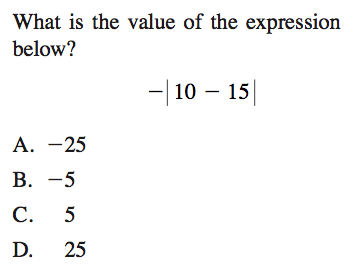 What is the value of the expression
below?
−| 10 − 15|
A. −25
B. −5
C. 5
D. 25